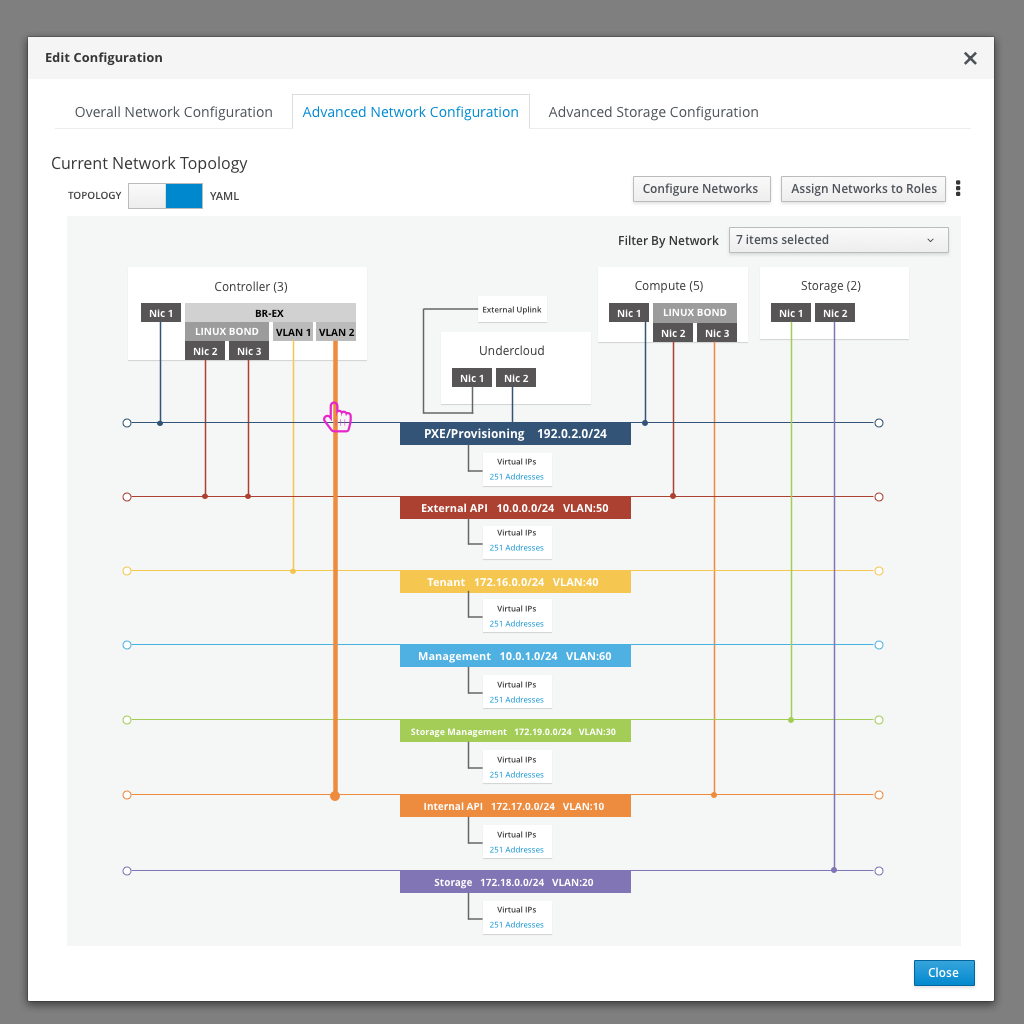 Edit Configuration
Overall Network Configuration
Advanced Network Configuration
Advanced Storage Configuration
Current Network Topology
TOPOLOGY
YAML
Configure Networks
Assign Networks to Roles
Filter By Network
7 items selected
Controller (3)
Nic 1
BR-EX
LINUX BOND
VLAN 1
VLAN 2
Nic 2
Nic 3
External Uplink
Undercloud
Nic 1
Nic 2
Compute (5)
Nic 1
LINUX BOND
Nic 2
Nic 3
Storage (2)
Nic 1
Nic 2
PXE/Provisioning 192.0.2.0/24
Virtual IPs
251 Addresses
External API 10.0.0.0/24 VLAN:50
Virtual IPs
251 Addresses
Tenant 172.16.0.0/24 VLAN:40
Virtual IPs
251 Addresses
Management 10.0.1.0/24 VLAN:60
Virtual IPs
251 Addresses
Storage Management 172.19.0.0/24 VLAN:30
Virtual IPs
251 Addresses
Internal API 172.17.0.0/24 VLAN:10
Virtual IPs
251 Addresses
Storage 172.18.0.0/24 VLAN:20
Virtual IPs
251 Addresses
Close